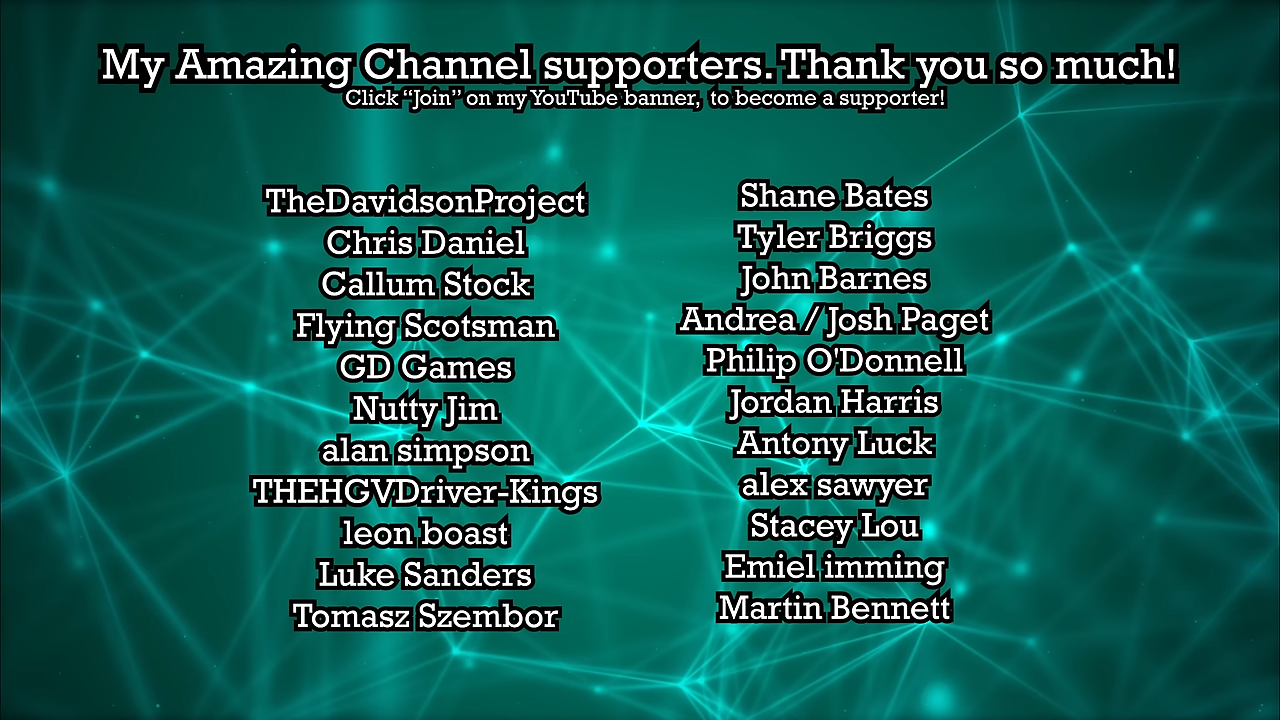 My Amazing Channel supporters. Thank you so much!
Click “Join” on my YouTube banner, to become a supporter!
TheDavidsonProject
Chris Daniel
Callum Stock
Flying Scotsman
GD Games
Nutty Jim
alan simpson
THEHGVDriver-Kings
leon boast
Luke Sanders
Tomasz Szembor
Shane Bates
Tyler Briggs
John Barnes
Andrea / Josh Paget
Philip O'Donnell
Jordan Harris
Antony Luck
alex sawyer
Stacey Lou
Emiel imming
Martin Bennett